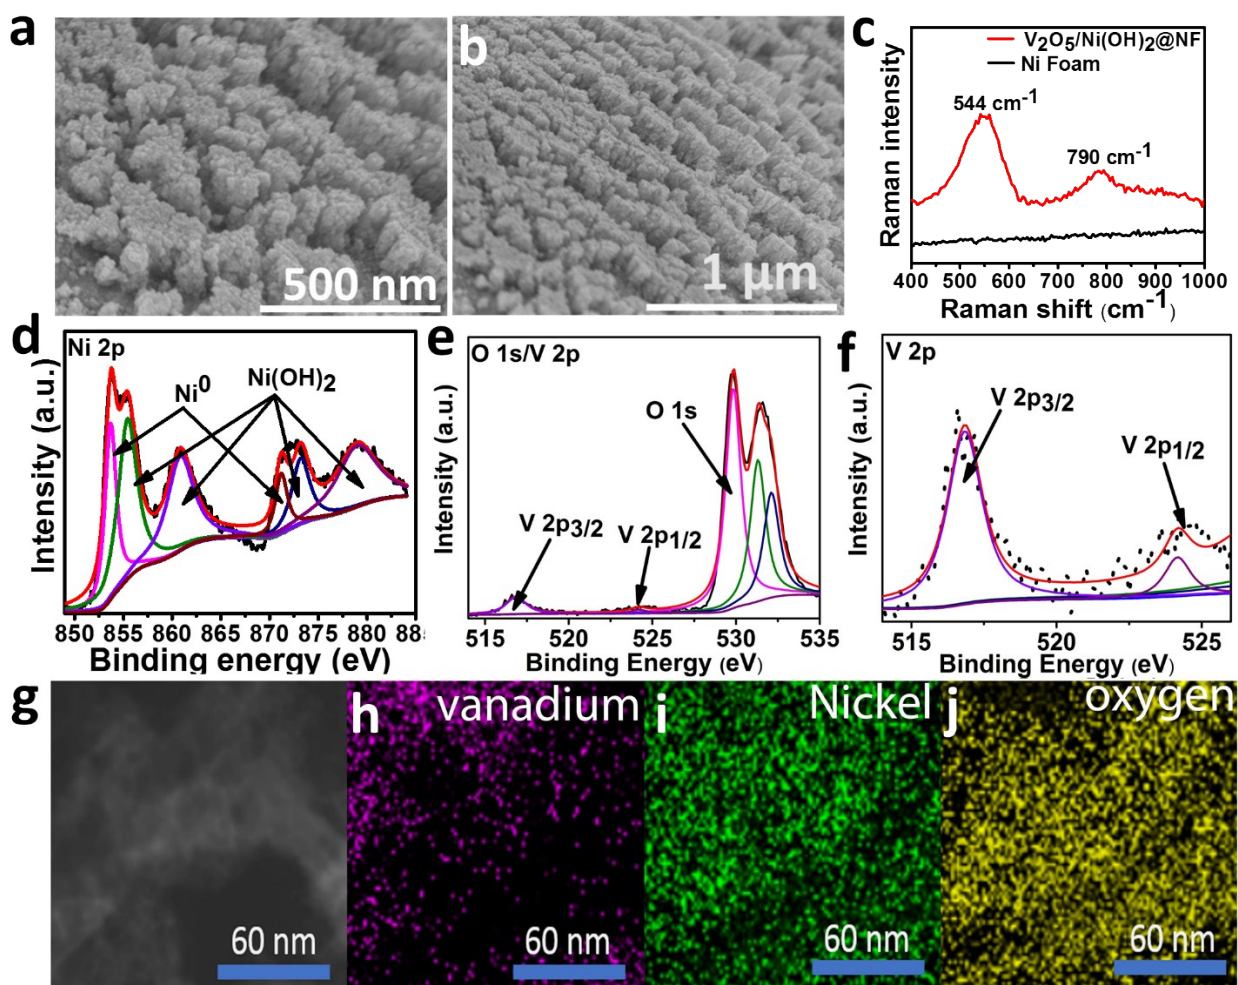 a
500 nm
b
1 µm
c
V2O5/Ni(OH)2@NF
Ni Foam
544 cm-1
790 cm-1
Raman intensity
400 500 600 700 800 900 1000
Raman shift (cm-1)
d
Ni 2p
Ni0
Ni(OH)2
Intensity (a.u.)
850 855 860 865 870 875 880 88
Binding energy (eV)
e
O 1s/V 2p
O 1s
V 2p3/2
V 2p1/2
Intensity (a.u.)
515 520 525 530 535
Binding Energy (eV)
f
V 2p
V 2p3/2
V 2p1/2
Intensity (a.u.)
515 520 525
Binding Energy (eV)
g
60 nm
h
vanadium
60 nm
i
Nickel
60 nm
j
oxygen
60 nm